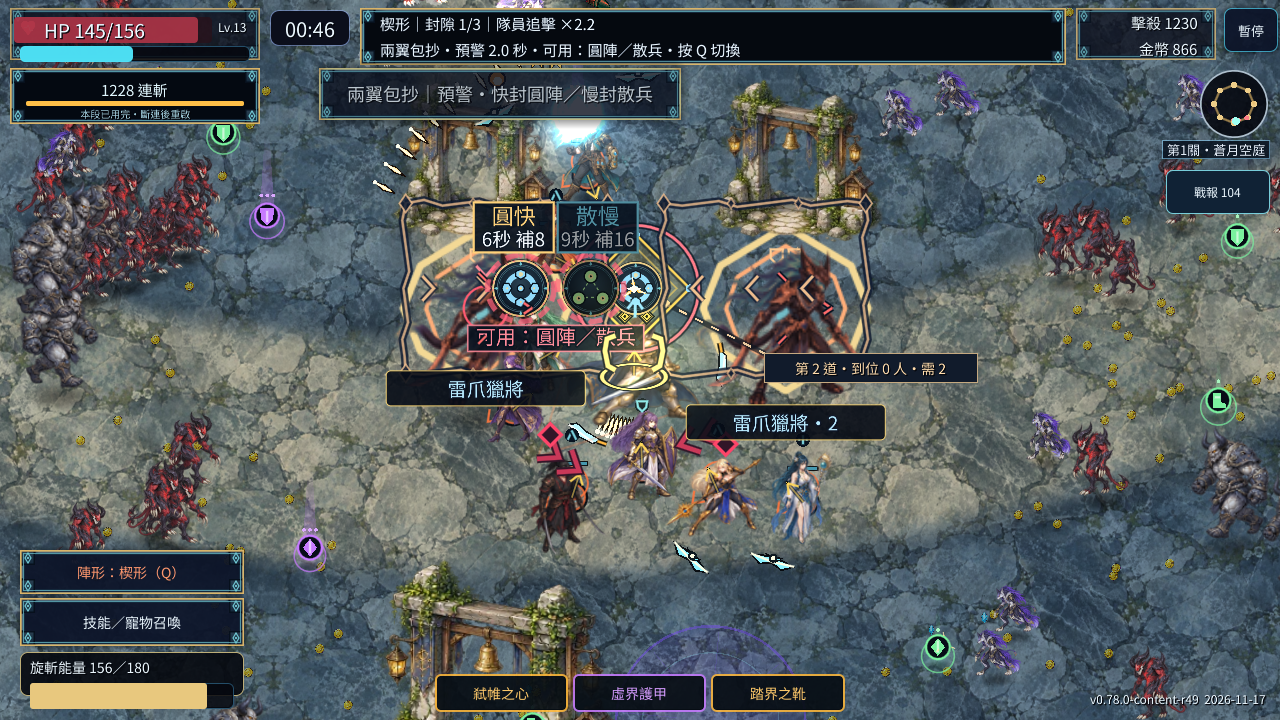 HP 145/156
Lv.13
00:46
楔形｜封隙 1/3｜隊員追擊 ×2.2
兩翼包抄・預警 2.0 秒・可用：圓陣／散兵・按 Q 切換
擊殺 1230
金幣 866
暫停
1228 連斬
本段已用完・斷連後重啟
兩翼包抄｜預警・快封圓陣／慢封散兵
第1關・蒼月空庭
戰報 104
圓快
6秒 補8
散慢
9秒 補16
可用：圓陣／散兵
第 2 道・到位 0 人・需 2
雷爪獵將
雷爪獵將・2
陣形：楔形（Q）
技能／寵物召喚
旋斬能量 156／180
弒帷之心
虛界護甲
踏界之靴
v0.78.0-content-r49 2026-11-17